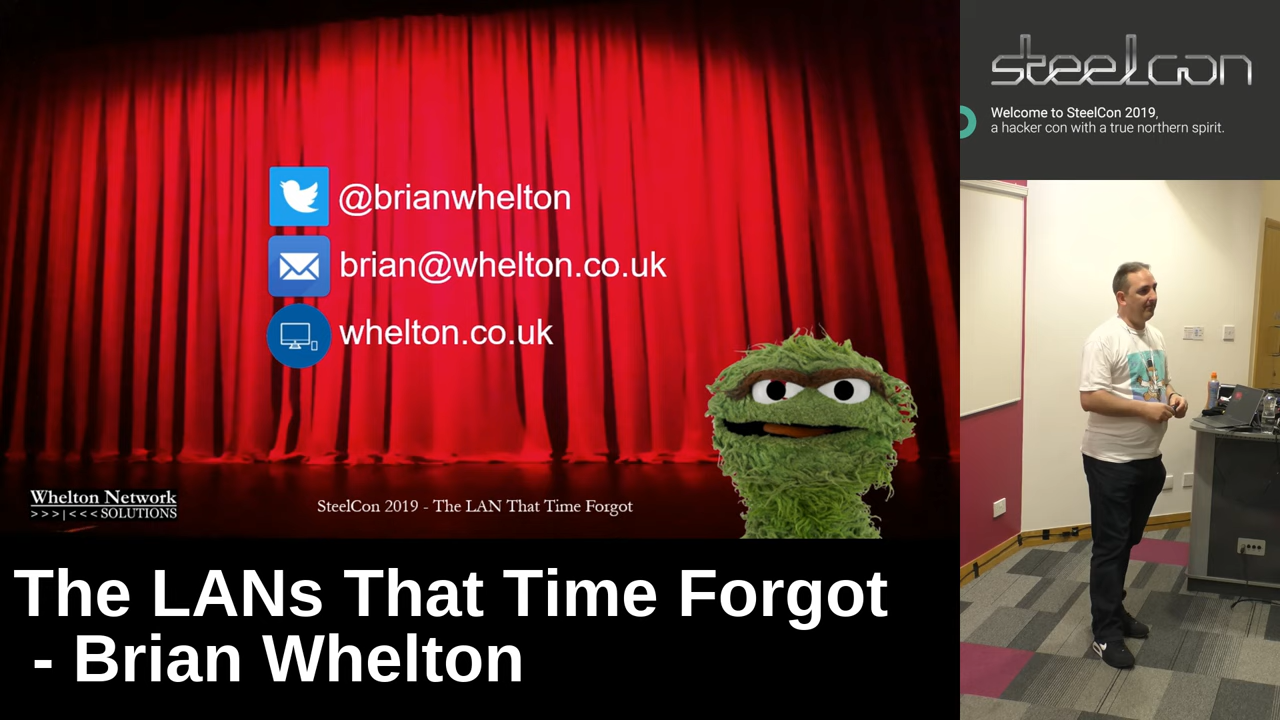 @brianwhelton
brian@whelton.co.uk
whelton.co.uk
Whelton Network
>>>|<<< SOLUTIONS
SteelCon 2019 - The LAN That Time Forgot
The LANs That Time Forgot
- Brian Whelton
steelcon
Welcome to SteelCon 2019,
a hacker con with a true northern spirit.